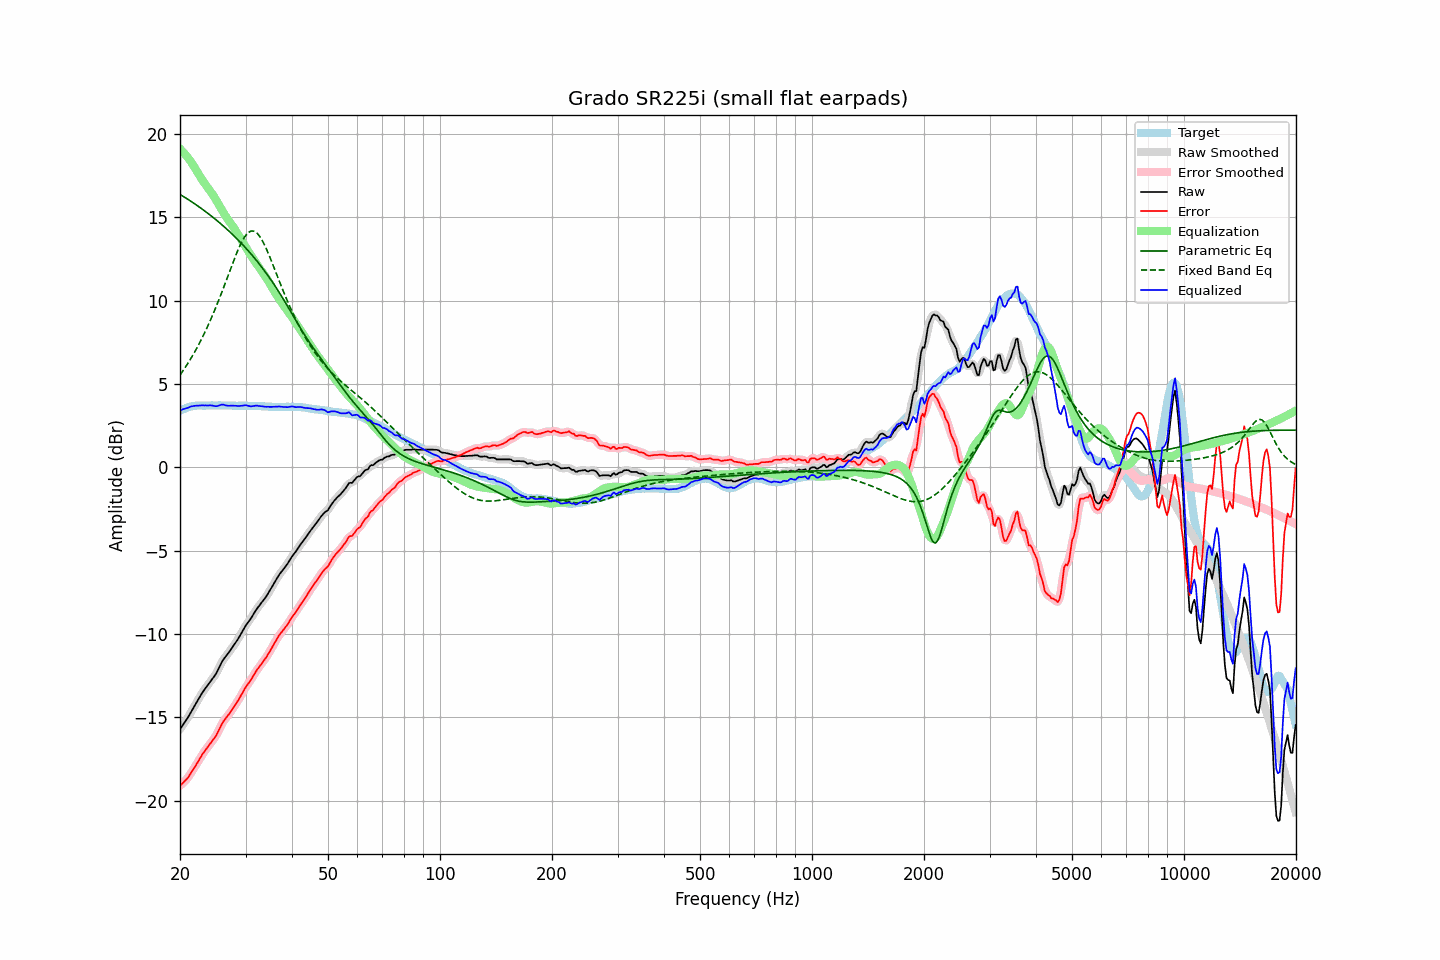 Grado SR225i (small flat earpads)
Target
Raw Smoothed
Error Smoothed
Raw
Error
Equalization
Parametric Eq
Fixed Band Eq
Equalized
Amplitude (dBr)
20
15
10
5
0
−5
−10
−15
−20
20
50
100
200
500
1000
2000
5000
10000
20000
Frequency (Hz)